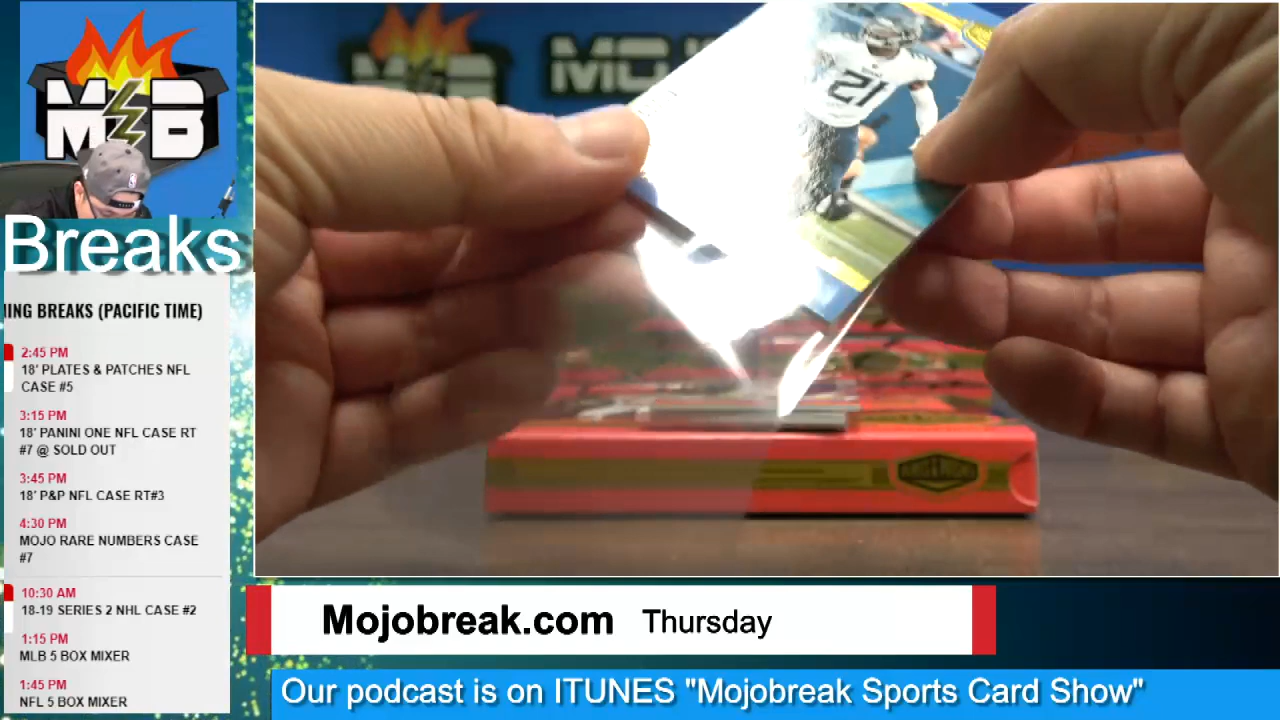 M B
Breaks
ING BREAKS (PACIFIC TIME)
2:45 PM
18' PLATES & PATCHES NFL
CASE #5
3:15 PM
18' PANINI ONE NFL CASE RT
#7 @ SOLD OUT
3:45 PM
18' P&P NFL CASE RT#3
4:30 PM
MOJO RARE NUMBERS CASE
#7
10:30 AM
18-19 SERIES 2 NHL CASE #2
1:15 PM
MLB 5 BOX MIXER
1:45 PM
NFL 5 BOX MIXER
21
Mojobreak.com Thursday
Our podcast is on ITUNES "Mojobreak Sports Card Show"